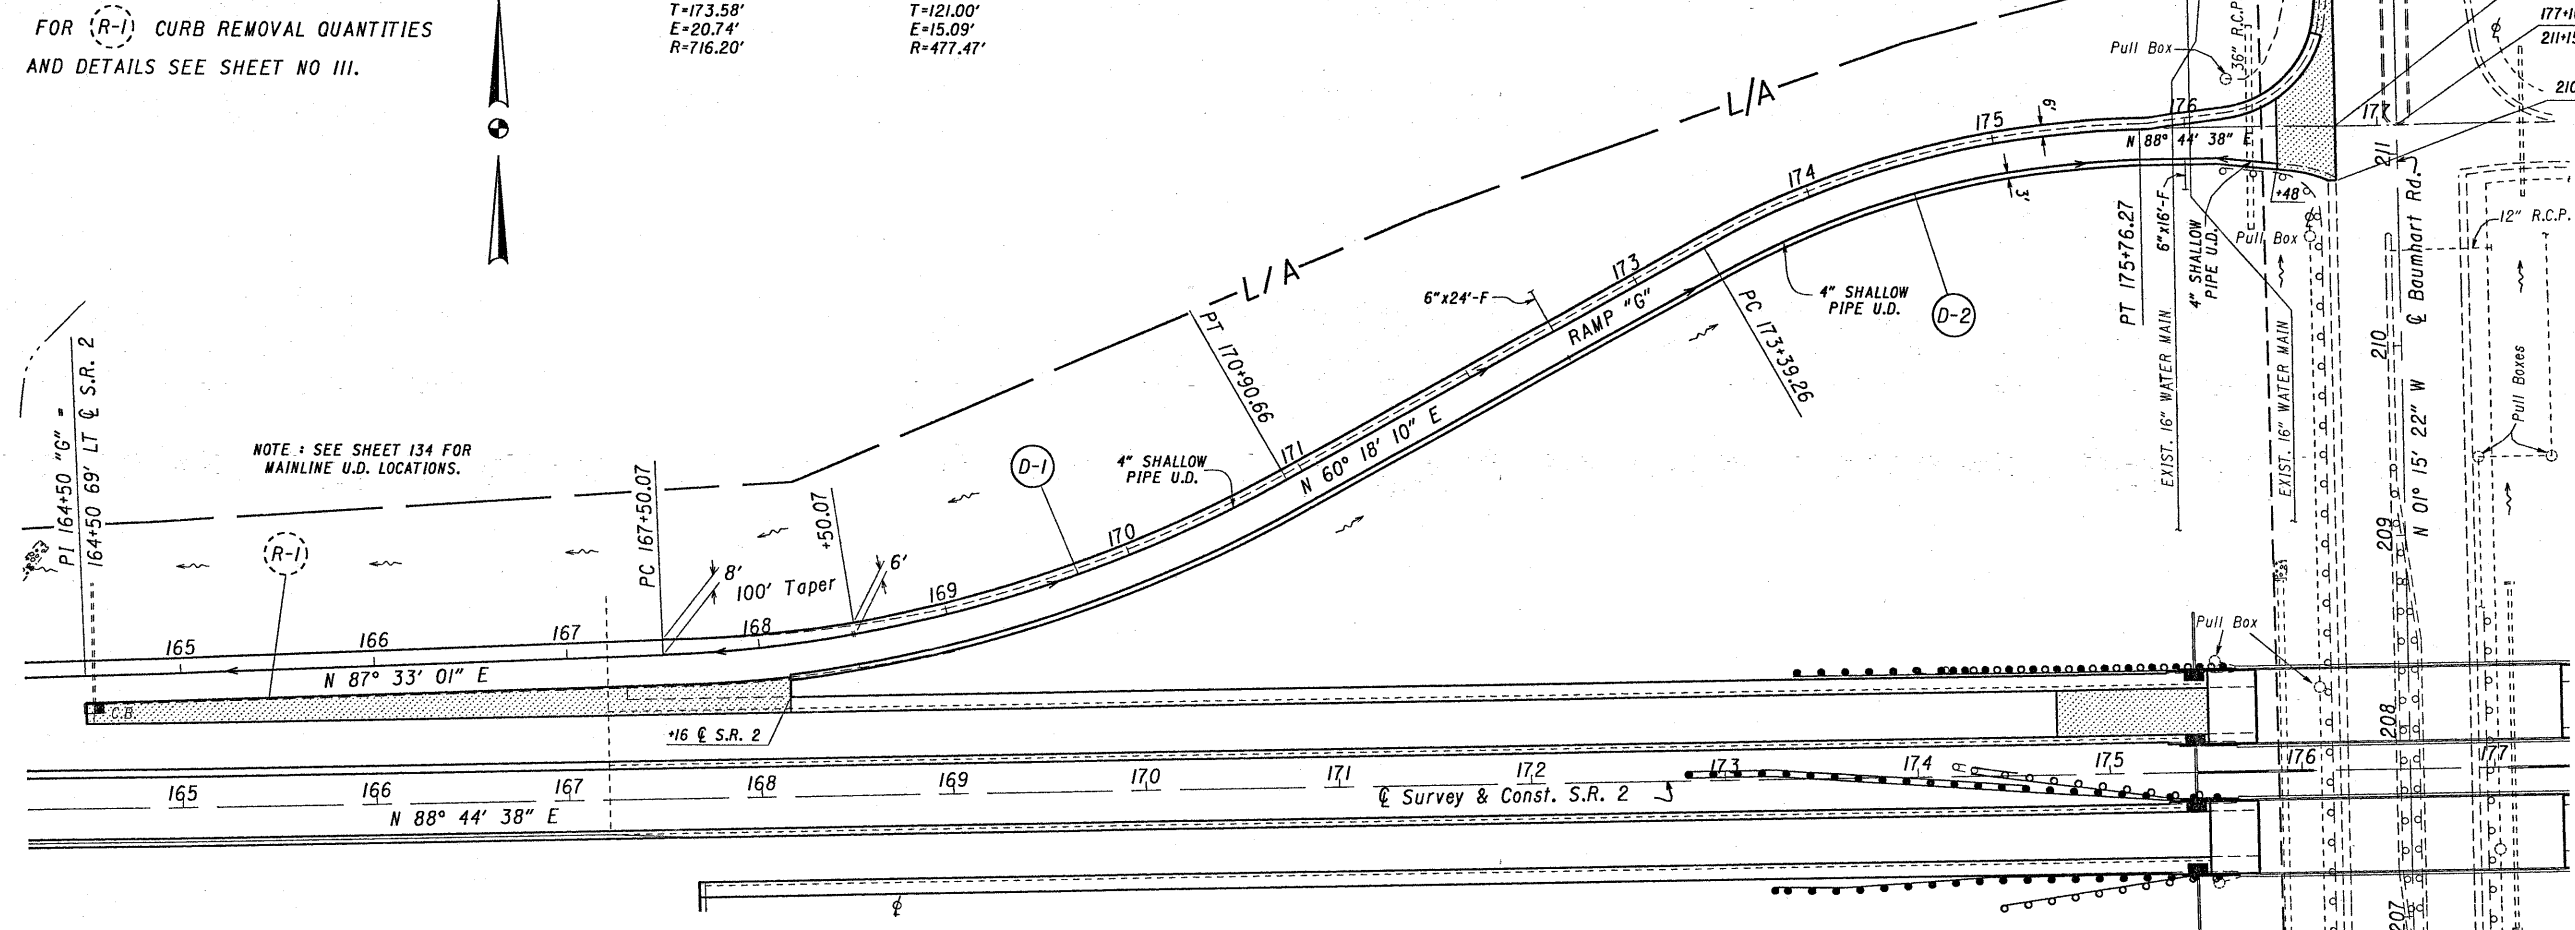 FOR (R-1) CURB REMOVAL QUANTITIES
AND DETAILS SEE SHEET NO 111.
T=173.58'
E=20.74'
R=716.20'
T=121.00'
E=15.09'
R=477.47'
L/A
L/A
Pull Box
36" R.C.P.
177
6'
3'
175
176
N 88° 44' 38" E
174
173
+48
211
12" R.C.P.
Pull Box
6"x16'-F
4" SHALLOW
PIPE U.D.
PT 175+76.27
EXIST. 16" WATER MAIN
EXIST. 16" WATER MAIN
℄ Baumhart Rd.
N 01° 15' 22" W
210
209
208
207
Pull Boxes
6"x24'-F
RAMP "G"
PC 173+39.26
4" SHALLOW
PIPE U.D.
D-2
PT 170+90.66
171
N 60° 18' 10" E
4" SHALLOW
PIPE U.D.
D-1
PI 164+50 "G" =
164+50 69' LT ℄ S.R. 2
NOTE : SEE SHEET 134 FOR
MAINLINE U.D. LOCATIONS.
R-1
PC 167+50.07
+50.07
8'
100' Taper
6'
170
169
168
167
166
165
N 87° 33' 01" E
C.B.
+16 ℄ S.R. 2
Pull Box
165
166
167
168
169
170
171
172
173
174
175
176
177
℄ Survey & Const. S.R. 2
N 88° 44' 38" E